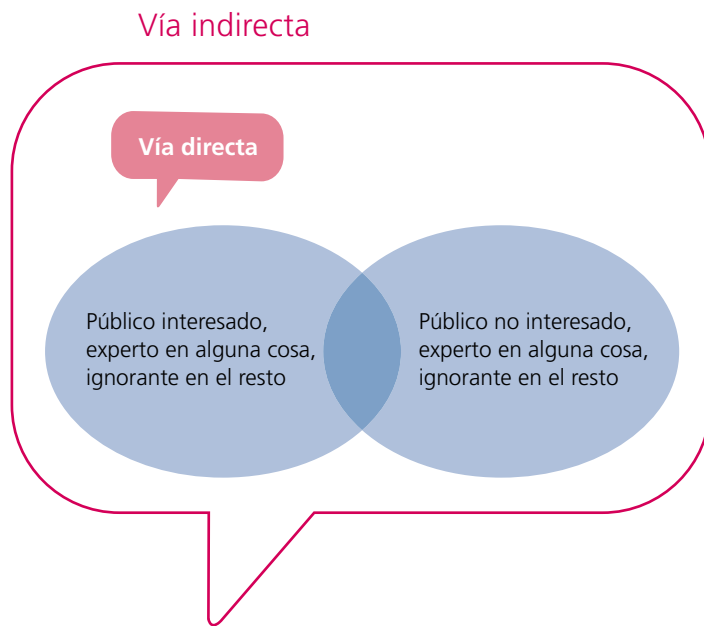 Vía indirecta
Vía directa
Público interesado,
experto en alguna cosa,
ignorante en el resto
Público no interesado,
experto en alguna cosa,
ignorante en el resto